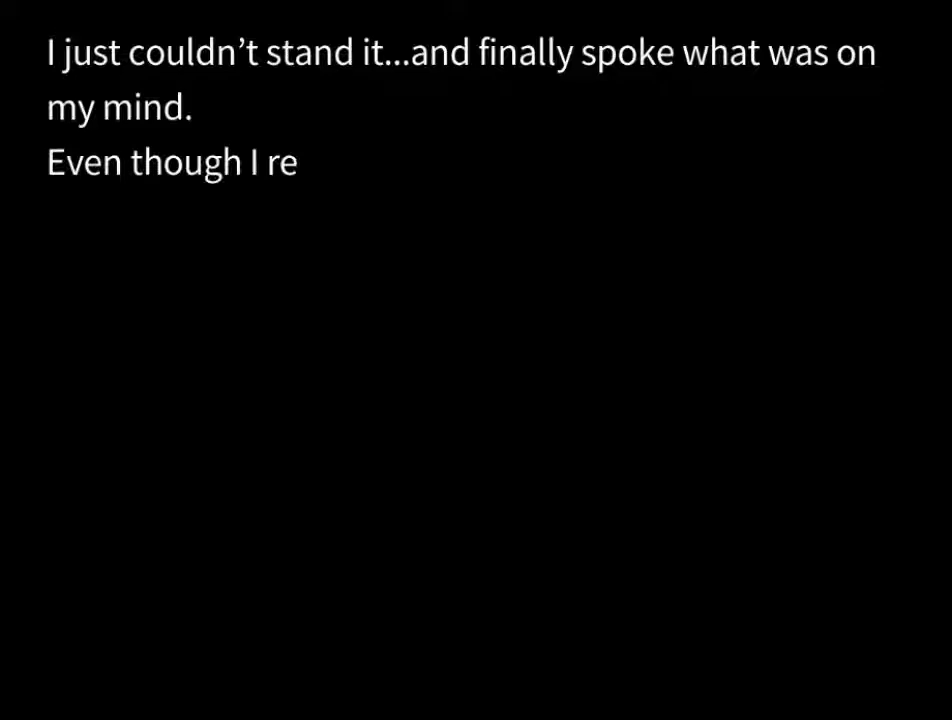 I just couldn’t stand it...and finally spoke what was on
my mind.
Even though I re